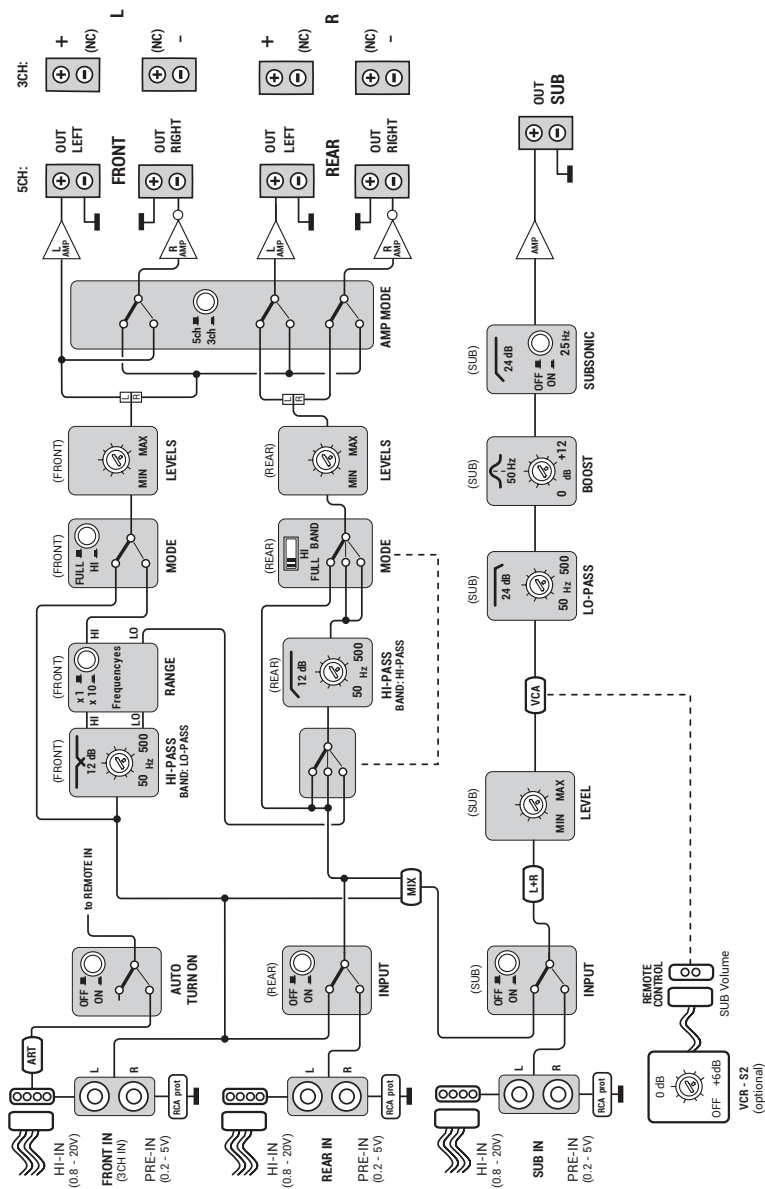 HI-IN
(0.8 - 20V)
FRONT IN
(3CH IN)
PRE-IN
(0.2 - 5V)
ART
L
R
RCA prot
OFF
ON
AUTO
TURN ON
to REMOTE IN
(FRONT)
12 dB
50 Hz 500
HI-PASS
BAND: LO-PASS
HI
LO
(FRONT)
x 1
x 10
Frequencyes
RANGE
HI
LO
(FRONT)
FULL
HI
MODE
(FRONT)
MIN MAX
LEVELS
L
R
5ch
3ch
AMP MODE
L
AMP
R
AMP
5CH:
OUT
LEFT
FRONT
OUT
RIGHT
3CH:
+
(NC)
L
(NC)
-
HI-IN
(0.8 - 20V)
REAR IN
PRE-IN
(0.2 - 5V)
L
R
RCA prot
(REAR)
OFF
ON
INPUT
MIX
(REAR)
12 dB
50 Hz 500
HI-PASS
BAND: HI-PASS
(REAR)
HI
FULL BAND
MODE
(REAR)
MIN MAX
LEVELS
L
R
L
AMP
R
AMP
OUT
LEFT
REAR
OUT
RIGHT
+
(NC)
R
(NC)
-
HI-IN
(0.8 - 20V)
SUB IN
PRE-IN
(0.2 - 5V)
L
R
RCA prot
(SUB)
OFF
ON
INPUT
L+R
(SUB)
MIN MAX
LEVEL
VCA
(SUB)
24 dB
50 Hz 500
LO-PASS
(SUB)
50 Hz
0 dB +12
BOOST
(SUB)
24 dB
OFF
ON 25Hz
SUBSONIC
AMP
OUT
SUB
0 dB
OFF +6dB
VCR - S2
(optional)
REMOTE
CONTROL
SUB Volume